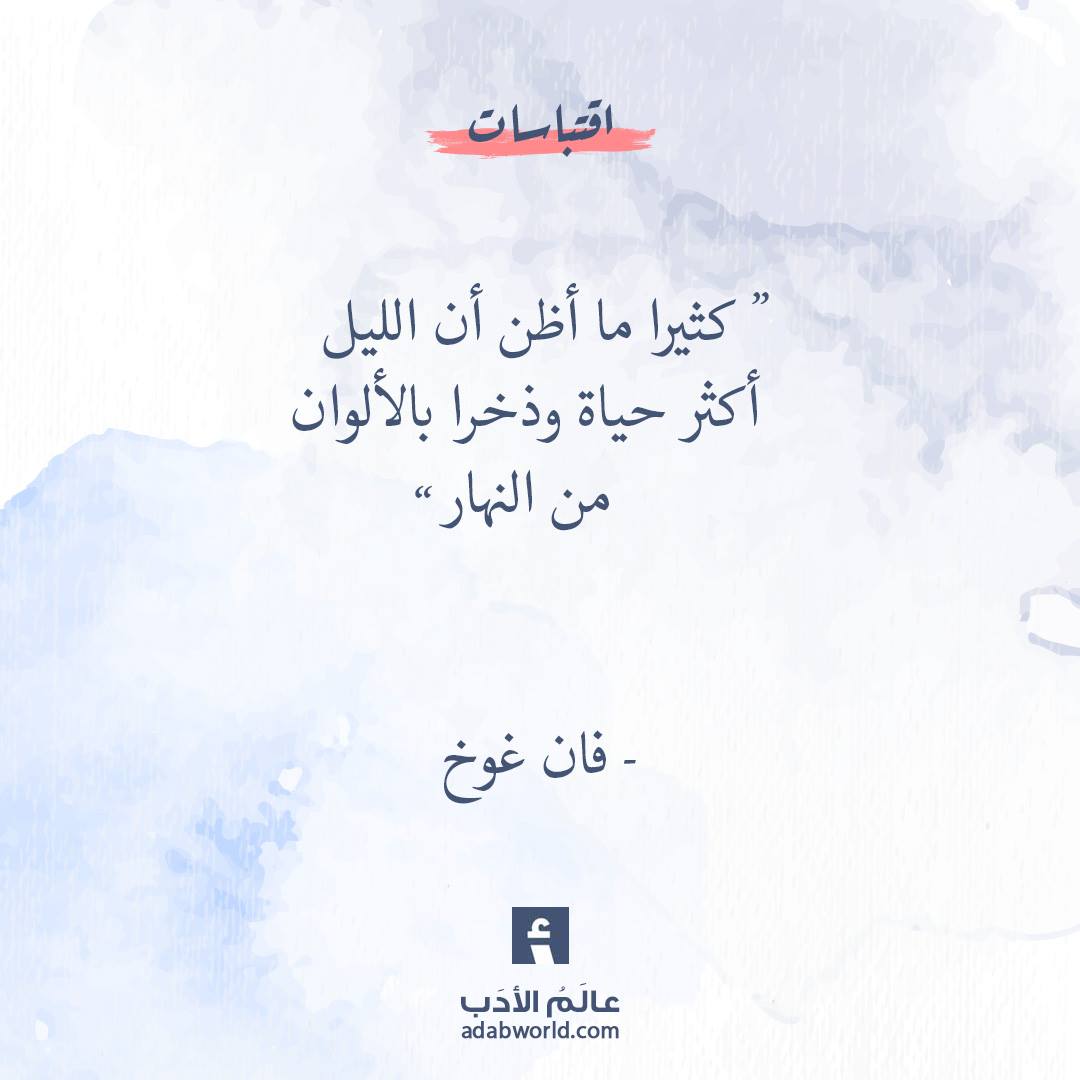 اقتباسات
” كثيرا ما أظن أن الليل
أكثر حياة وذخرا بالألوان
من النهار “
- فان غوخ
أ
عالَمُ الأدَب
adabworld.com